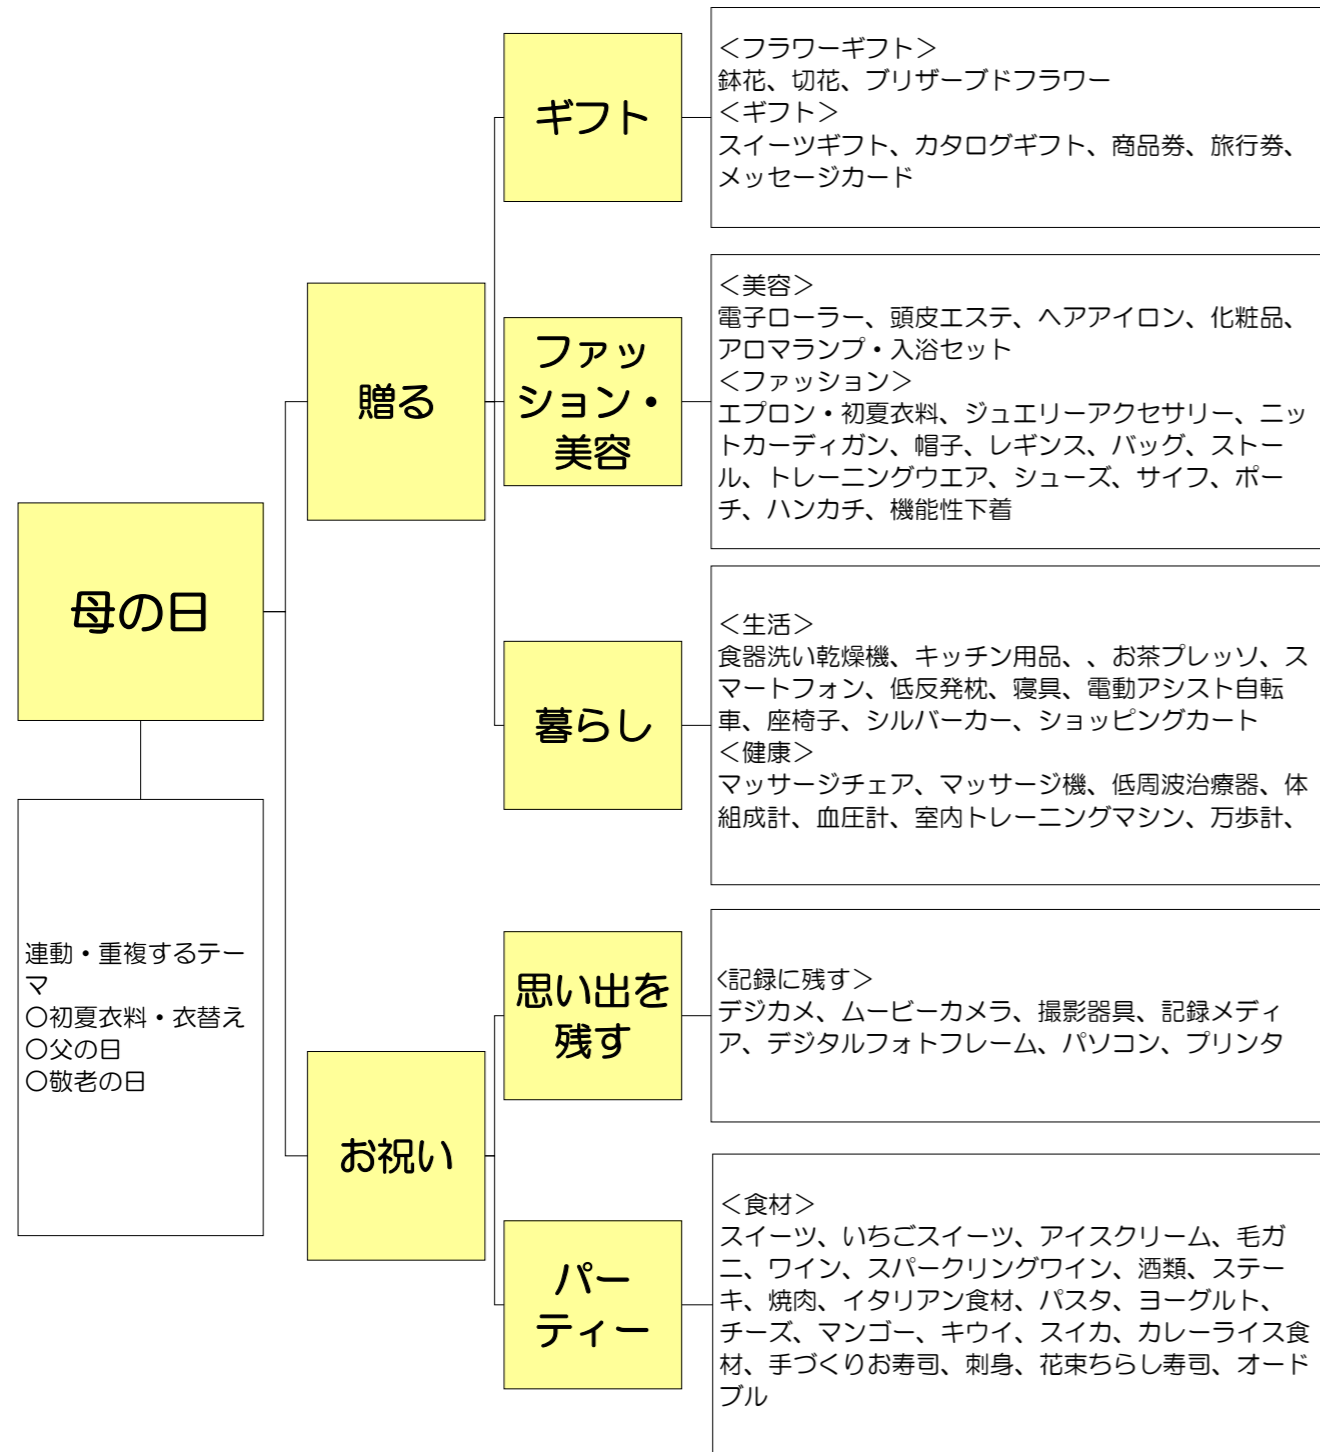 ギフト
<フラワーギフト>
鉢花、切花、ブリザーブドフラワー
<ギフト>
スイーツギフト、カタログギフト、商品券、旅行券、
メッセージカード
贈る
ファッ
ション・
美容
<美容>
電子ローラー、頭皮エステ、ヘアアイロン、化粧品、
アロマランプ・入浴セット
<ファッション>
エプロン・初夏衣料、ジュエリーアクセサリー、ニッ
トカーディガン、帽子、レギンス、バッグ、ストー
ル、トレーニングウエア、シューズ、サイフ、ポー
チ、ハンカチ、機能性下着
母の日
暮らし
<生活>
食器洗い乾燥機、キッチン用品、、お茶プレッソ、ス
マートフォン、低反発枕、寝具、電動アシスト自転
車、座椅子、シルバーカー、ショッピングカート
<健康>
マッサージチェア、マッサージ機、低周波治療器、体
組成計、血圧計、室内トレーニングマシン、万歩計、
連動・重複するテー
マ
○初夏衣料・衣替え
○父の日
○敬老の日
お祝い
思い出を
残す
<記録に残す>
デジカメ、ムービーカメラ、撮影器具、記録メディ
ア、デジタルフォトフレーム、パソコン、プリンタ
パー
ティー
<食材>
スイーツ、いちごスイーツ、アイスクリーム、毛ガ
ニ、ワイン、スパークリングワイン、酒類、ステー
キ、焼肉、イタリアン食材、パスタ、ヨーグルト、
チーズ、マンゴー、キウイ、スイカ、カレーライス食
材、手づくりお寿司、刺身、花束ちらし寿司、オード
ブル